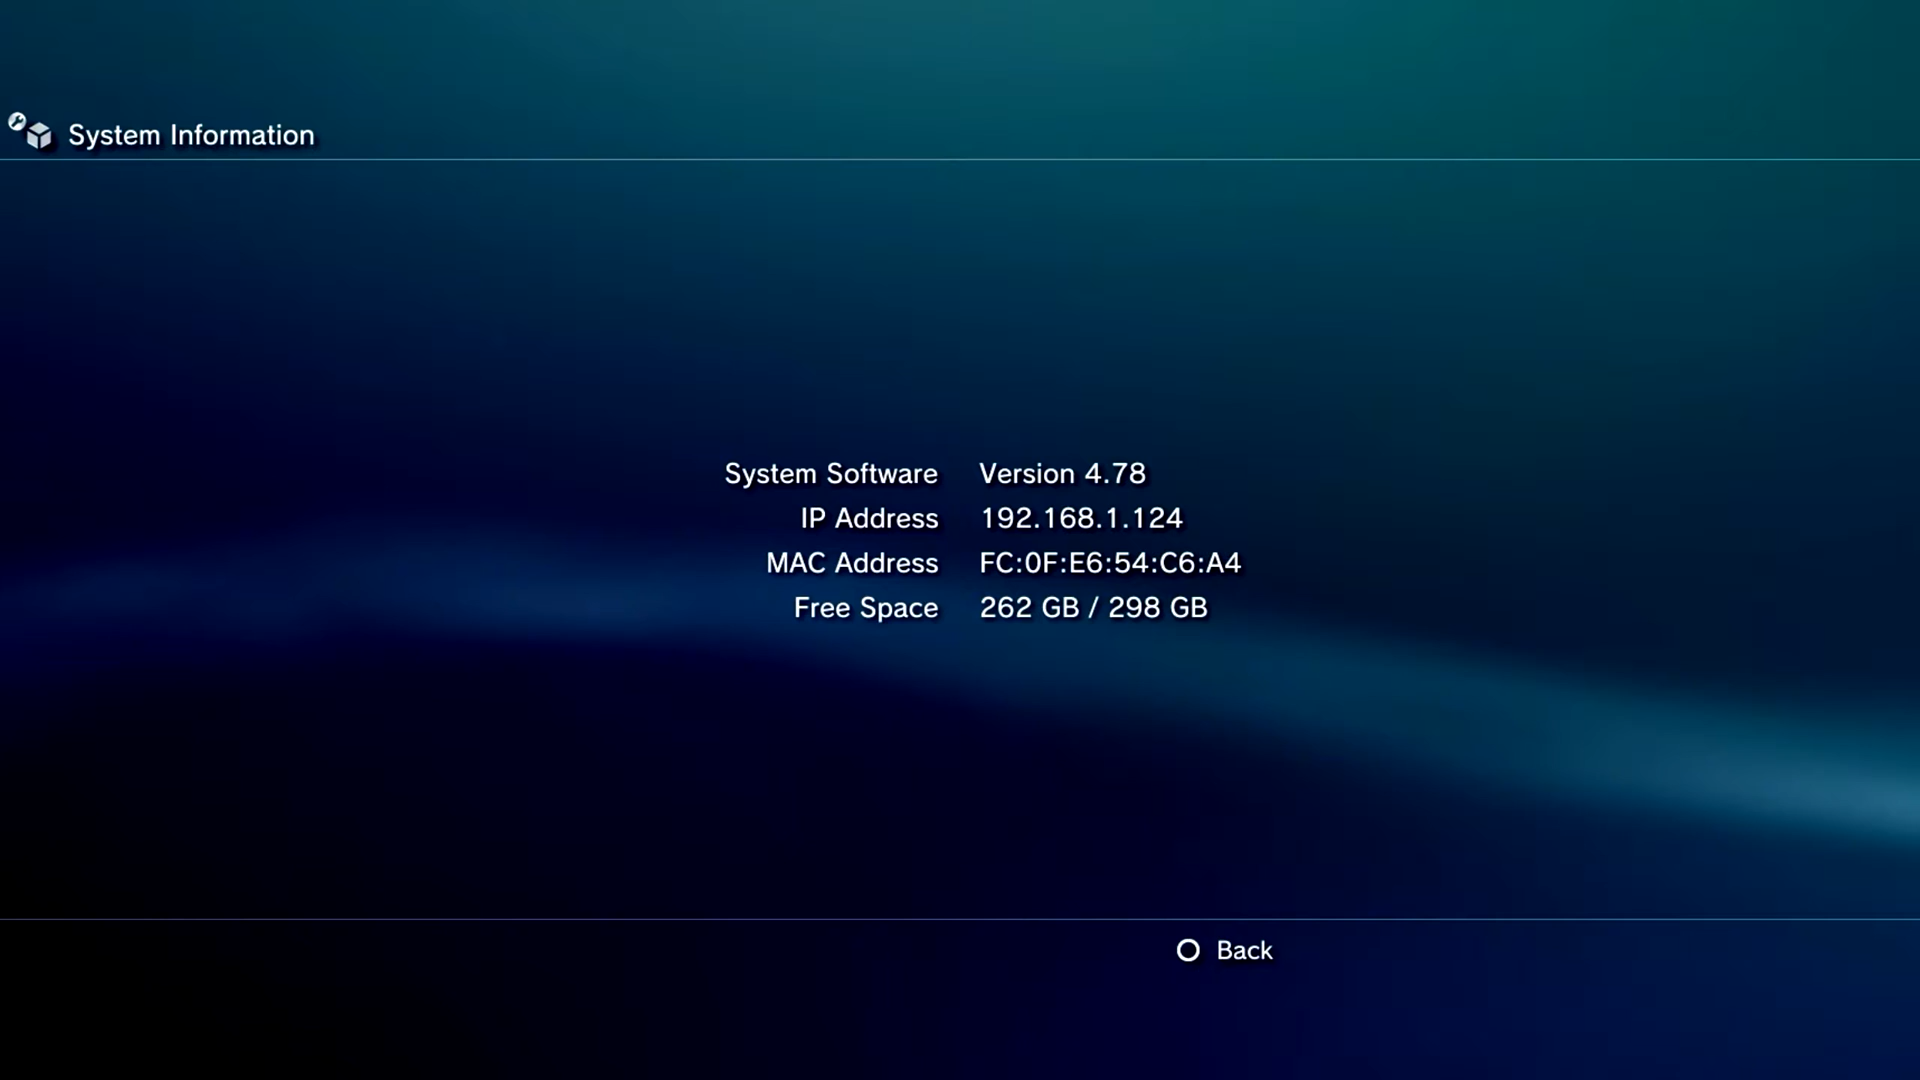 System Information
System Software Version 4.78
IP Address 192.168.1.124
MAC Address FC:0F:E6:54:C6:A4
Free Space 262 GB / 298 GB
Back